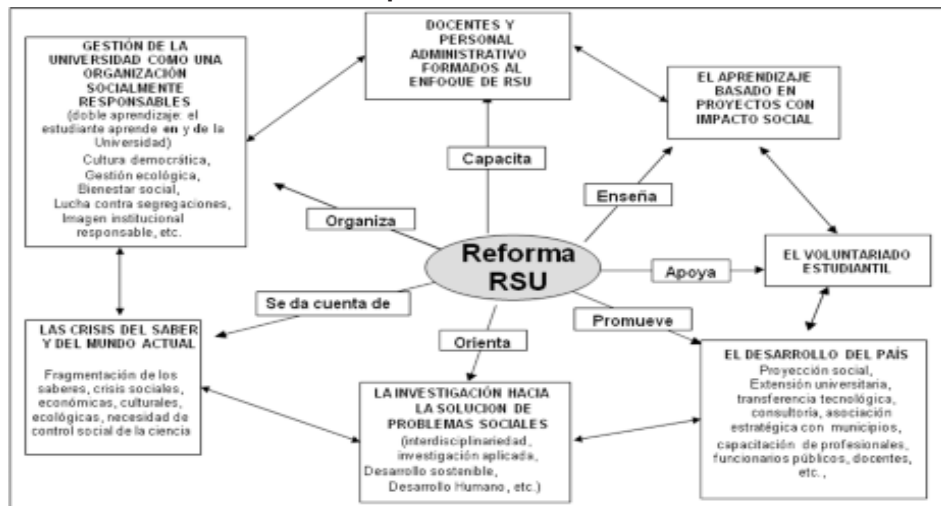 DOCENTES Y
PERSONAL
ADMINISTRATIVO
FORMADOS AL
ENFOQUE DE RSU
GESTIÓN DE LA
UNIVERSIDAD COMO UNA
ORGANIZACIÓN
SOCIALMENTE
RESPONSABLES
(doble aprendizaje: el
estudiante aprende en y de la
Universidad)
Cultura democrática,
Gestión ecológica,
Bienestar social,
Lucha contra segregaciones,
Imagen institucional
responsable, etc.
EL APRENDIZAJE
BASADO EN
PROYECTOS CON
IMPACTO SOCIAL
Capacita
Enseña
Organiza
Reforma
RSU
Apoya
EL VOLUNTARIADO
ESTUDIANTIL
Se da cuenta de
Promueve
Orienta
LAS CRISIS DEL SABER
Y DEL MUNDO ACTUAL
Fragmentación de los
saberes, crisis sociales,
económicas, culturales,
ecológicas, necesidad de
control social de la ciencia
LA INVESTIGACIÓN HACIA
LA SOLUCION DE
PROBLEMAS SOCIALES
(interdisciplinariedad,
investigación aplicada,
Desarrollo sostenible,
Desarrollo Humano, etc.)
EL DESARROLLO DEL PAÍS
Proyección social,
Extensión universitaria,
transferencia tecnológica,
consultoría, asociación
estratégica con municipios,
capacitación de profesionales,
funcionarios públicos, docentes,
etc.,